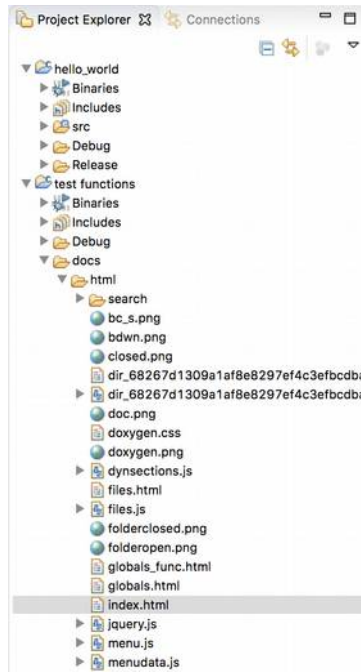 Project Explorer Connections
hello_world
Binaries
Includes
src
Debug
Release
test functions
Binaries
Includes
Debug
docs
html
search
bc_s.png
bdwn.png
closed.png
dir_68267d1309a1af8e8297ef4c3efbcdba
dir_68267d1309a1af8e8297ef4c3efbcdba
doc.png
doxygen.css
doxygen.png
dynsections.js
files.html
files.js
folderclosed.png
folderopen.png
globals_func.html
globals.html
index.html
jquery.js
menu.js
menudata.js